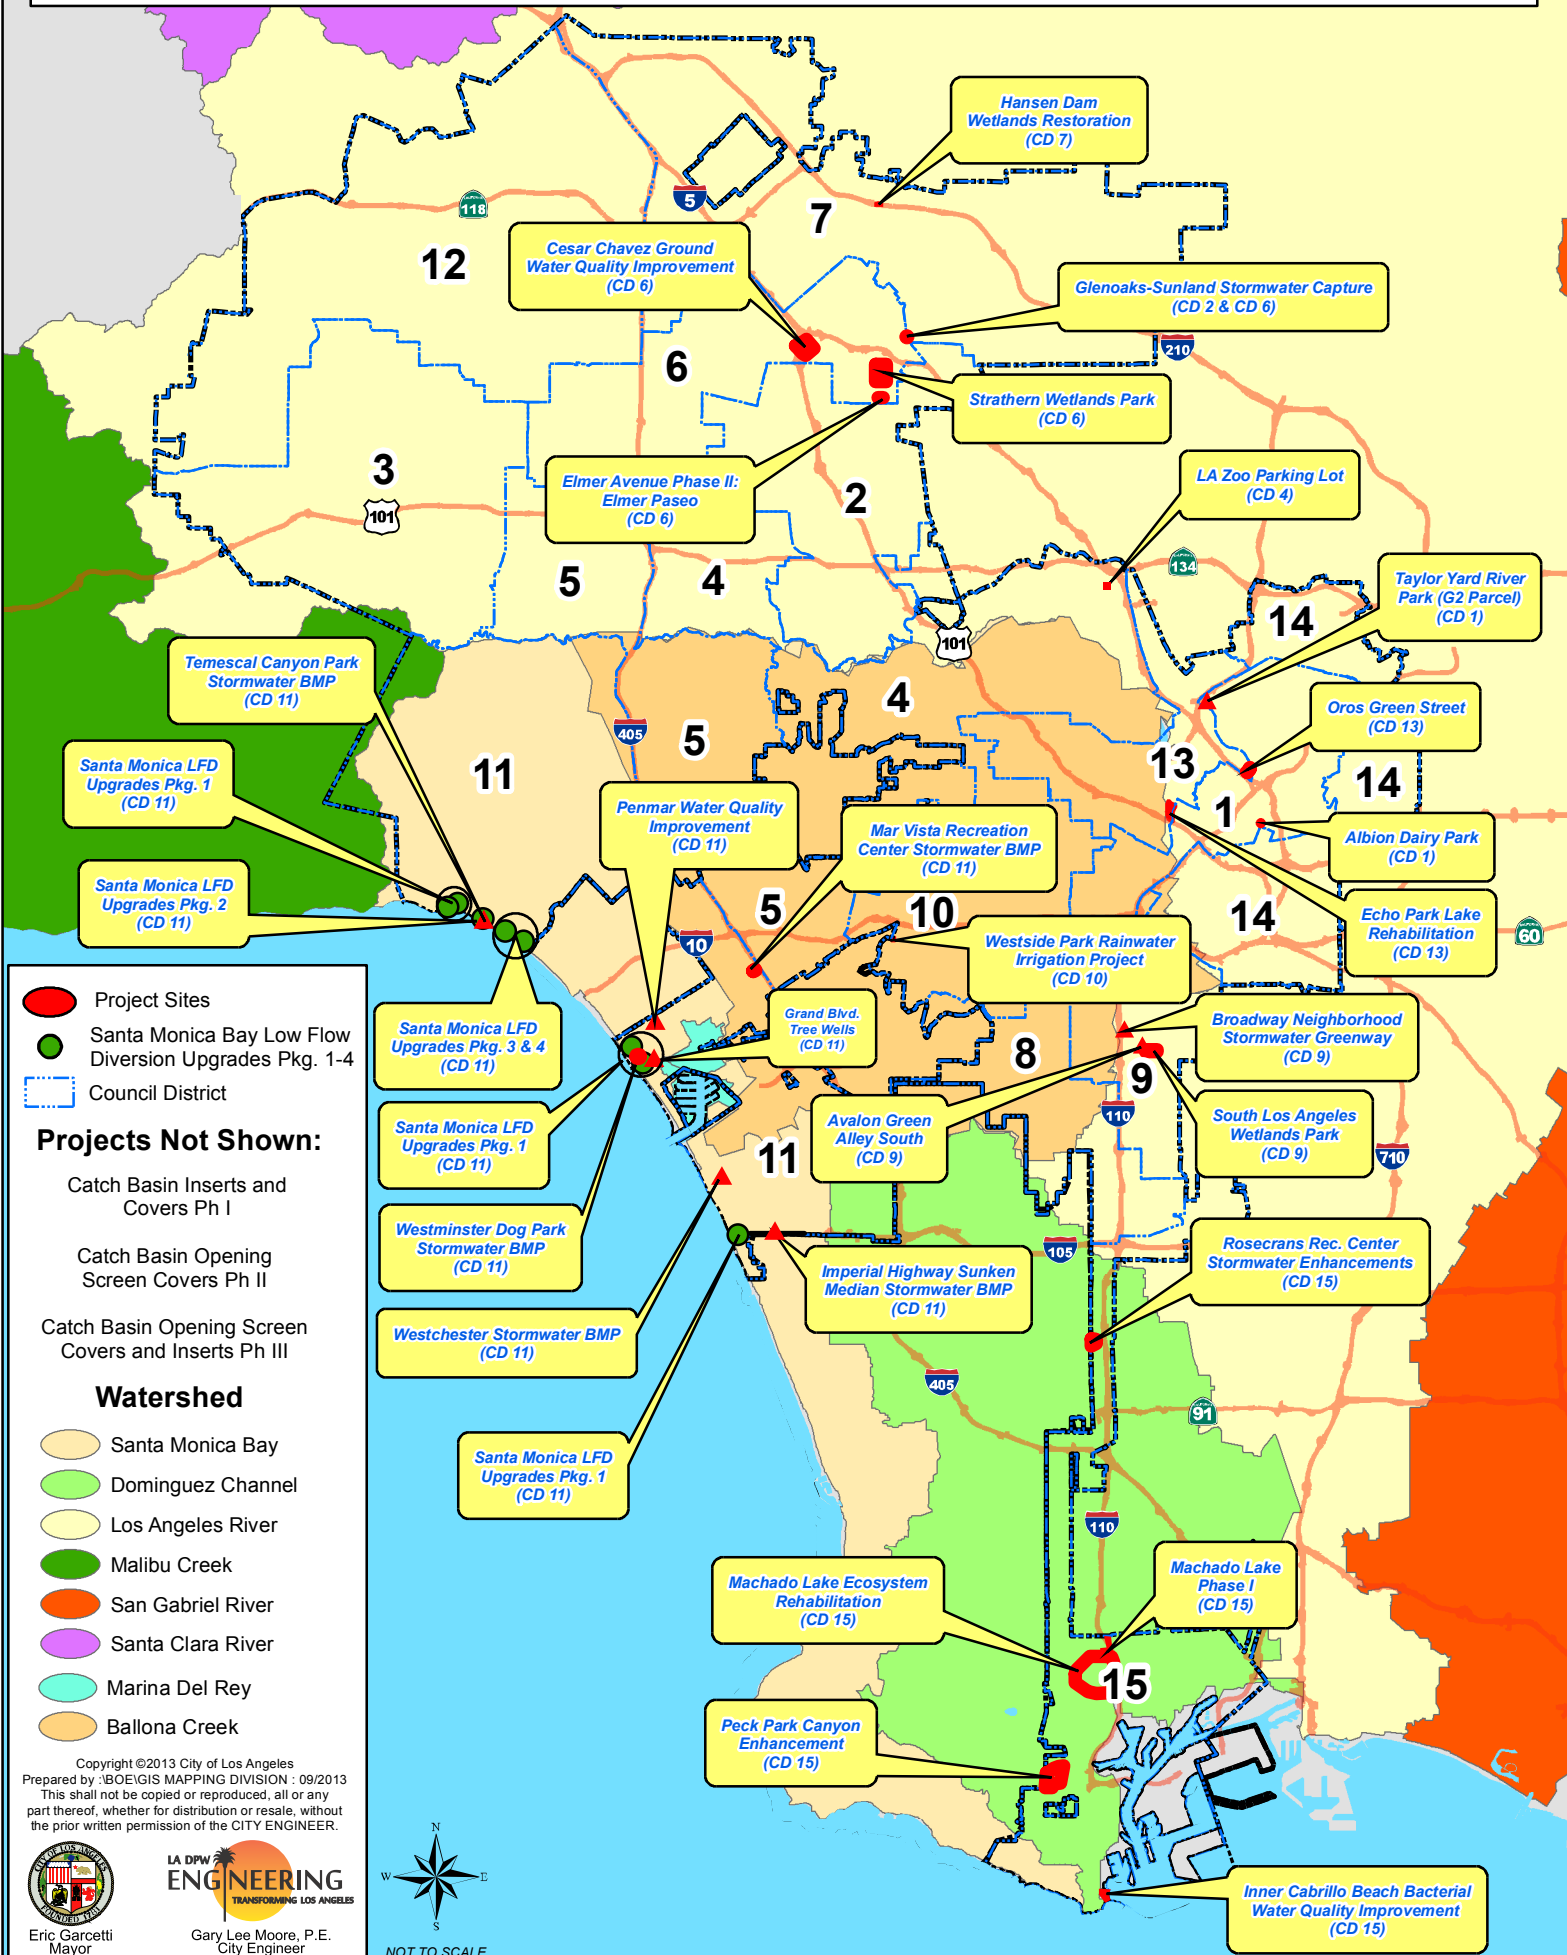 Hansen Dam
Wetlands Restoration
(CD 7)
5
118
7
12
Cesar Chavez Ground
Water Quality Improvement
(CD 6)
Glenoaks-Sunland Stormwater Capture
(CD 2 & CD 6)
210
6
Strathern Wetlands Park
(CD 6)
3
101
Elmer Avenue Phase II:
Elmer Paseo
(CD 6)
2
LA Zoo Parking Lot
(CD 4)
134
5
4
Taylor Yard River
Park (G2 Parcel)
(CD 1)
14
101
Temescal Canyon Park
Stormwater BMP
(CD 11)
4
Oros Green Street
(CD 13)
405
5
13
14
11
Santa Monica LFD
Upgrades Pkg. 1
(CD 11)
Penmar Water Quality
Improvement
(CD 11)
Mar Vista Recreation
Center Stormwater BMP
(CD 11)
1
Albion Dairy Park
(CD 1)
Santa Monica LFD
Upgrades Pkg. 2
(CD 11)
5
10
14
Echo Park Lake
Rehabilitation
(CD 13)
60
10
Westside Park Rainwater
Irrigation Project
(CD 10)
Project Sites
Santa Monica Bay Low Flow
Diversion Upgrades Pkg. 1-4
Council District
Santa Monica LFD
Upgrades Pkg. 3 & 4
(CD 11)
Grand Blvd.
Tree Wells
(CD 11)
8
Broadway Neighborhood
Stormwater Greenway
(CD 9)
9
110
Santa Monica LFD
Upgrades Pkg. 1
(CD 11)
Avalon Green
Alley South
(CD 9)
South Los Angeles
Wetlands Park
(CD 9)
710
11
Projects Not Shown:
Catch Basin Inserts and
Covers Ph I
Catch Basin Opening
Screen Covers Ph II
Catch Basin Opening Screen
Covers and Inserts Ph III
Westminster Dog Park
Stormwater BMP
(CD 11)
105
Rosecrans Rec. Center
Stormwater Enhancements
(CD 15)
Imperial Highway Sunken
Median Stormwater BMP
(CD 11)
Westchester Stormwater BMP
(CD 11)
405
91
Santa Monica LFD
Upgrades Pkg. 1
(CD 11)
110
Watershed
Santa Monica Bay
Dominguez Channel
Los Angeles River
Malibu Creek
San Gabriel River
Santa Clara River
Marina Del Rey
Ballona Creek
Machado Lake Ecosystem
Rehabilitation
(CD 15)
Machado Lake
Phase I
(CD 15)
15
Peck Park Canyon
Enhancement
(CD 15)
Inner Cabrillo Beach Bacterial
Water Quality Improvement
(CD 15)
Copyright ©2013 City of Los Angeles
Prepared by :\BOE\GIS MAPPING DIVISION : 09/2013
This shall not be copied or reproduced, all or any
part thereof, whether for distribution or resale, without
the prior written permission of the CITY ENGINEER.
CITY OF LOS ANGELES
FOUNDED 1781
Eric Garcetti
Mayor
LA DPW
ENGINEERING
TRANSFORMING LOS ANGELES
Gary Lee Moore, P.E.
City Engineer
N
W
E
S
NOT TO SCALE